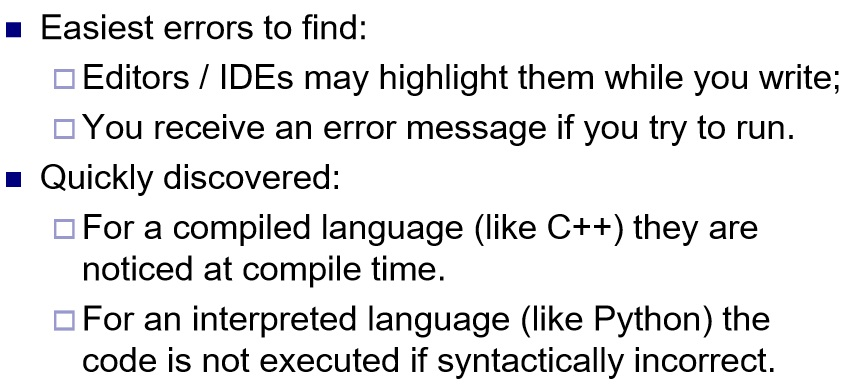 Easiest errors to find:
Editors / IDEs may highlight them while you write;
You receive an error message if you try to run.
Quickly discovered:
For a compiled language (like C++) they are
noticed at compile time.
For an interpreted language (like Python) the
code is not executed if syntactically incorrect.